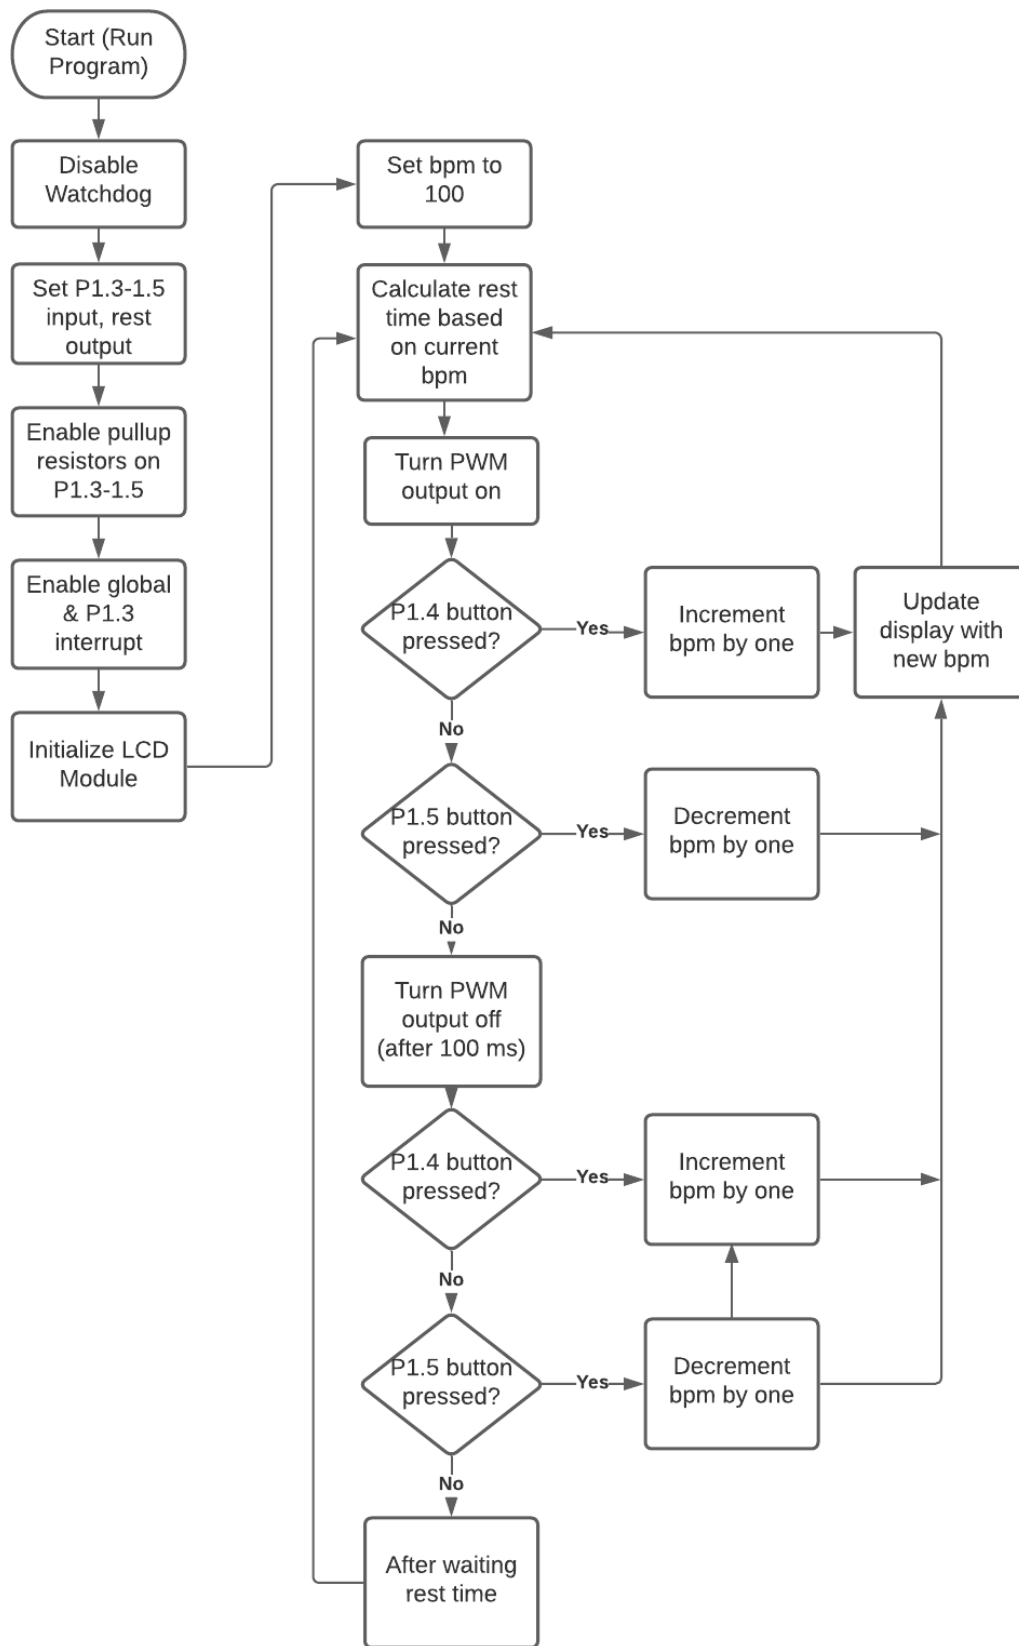 Start (Run
Program)
Disable
Watchdog
Set P1.3-1.5
input, rest
output
Enable pullup
resistors on
P1.3-1.5
Enable global
& P1.3
interrupt
Initialize LCD
Module
Set bpm to
100
Calculate rest
time based
on current
bpm
Turn PWM
output on
P1.4 button
pressed?
Yes
Increment
bpm by one
Update
display with
new bpm
No
P1.5 button
pressed?
Yes
Decrement
bpm by one
No
Turn PWM
output off
(after 100 ms)
P1.4 button
pressed?
Yes
Increment
bpm by one
No
P1.5 button
pressed?
Yes
Decrement
bpm by one
No
After waiting
rest time